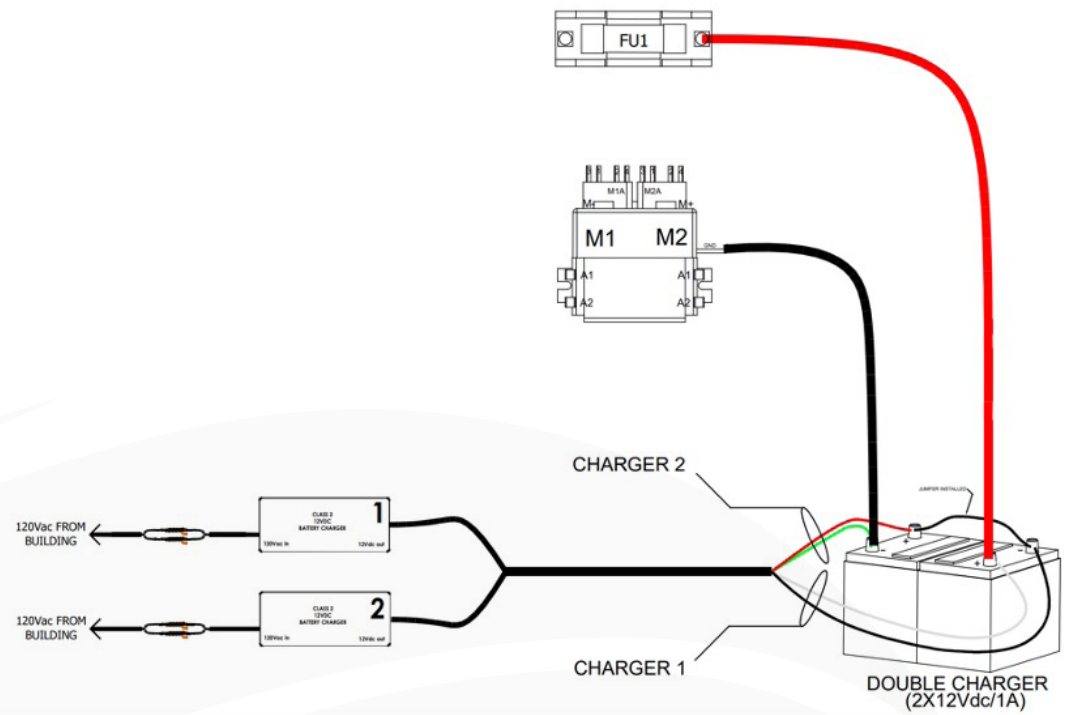 FU1
M1A M2A
M- M+
M1 M2
GND
A1 A1
A2 A2
CHARGER 2
JUMPER INSTALLED
120Vac FROM
BUILDING
CLASS 2
12VDC
BATTERY CHARGER
1
120Vac in 12Vdc out
+ -
- +
120Vac FROM
BUILDING
CLASS 2
12VDC
BATTERY CHARGER
2
120Vac in 12Vdc out
CHARGER 1
DOUBLE CHARGER
(2X12Vdc/1A)